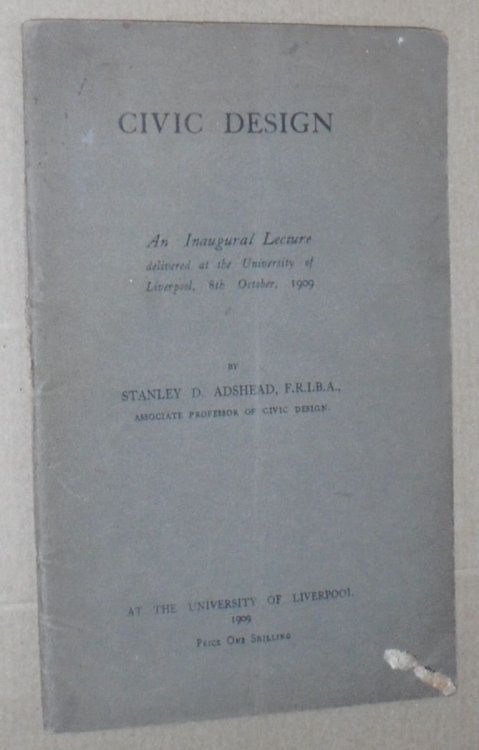 CIVIC DESIGN
An Inaugural Lecture
delivered at the University of
Liverpool, 8th October, 1909
BY
STANLEY D. ADSHEAD, F.R.I.B.A.,
ASSOCIATE PROFESSOR OF CIVIC DESIGN.
AT THE UNIVERSITY OF LIVERPOOL
1909
PRICE ONE SHILLING